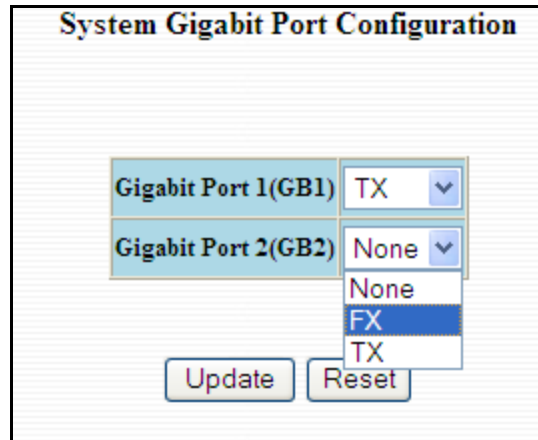 System Gigabit Port Configuration
Gigabit Port 1(GB1) TX
Gigabit Port 2(GB2) None
None
FX
TX
Update Reset